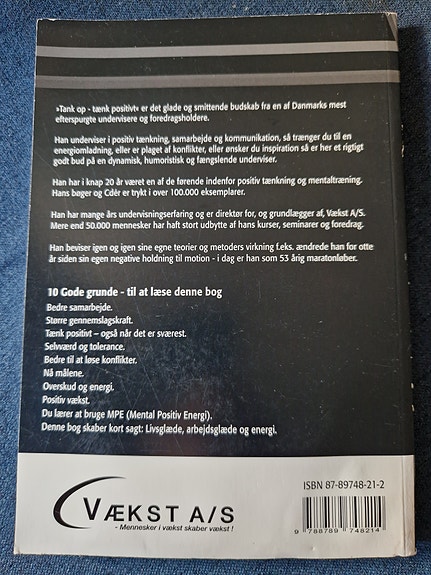 »Tank op - tænk positivt« er det glade og smittende budskab fra en af Danmarks mest
efterspurgte undervisere og foredragsholdere.
Han underviser i positiv tænkning, samarbejde og kommunikation, så trænger du til en
energiomladning, eller er plaget af konflikter, eller ønsker du inspiration så er her et rigtigt
godt bud på en dynamisk, humoristisk og fængslende underviser.
Han har i knap 20 år været en af de førende indenfor positiv tænkning og mentaltræning.
Hans bøger og Cdér er trykt i over 100.000 eksemplarer.
Han har mange års undervisningserfaring og er direktør for, og grundlægger af, Vækst A/S.
Mere end 50.000 mennesker har haft stort udbytte af hans kurser, seminarer og foredrag.
Han beviser igen og igen sine egne teorier og metoders virkning f.eks. ændrede han for otte
år siden sin egen negative holdning til motion - i dag er han som 53 årig maratonløber.
10 Gode grunde - til at læse denne bog
Bedre samarbejde.
Større gennemslagskraft.
Tænk positivt – også når det er sværest.
Selvværd og tolerance.
Bedre til at løse konflikter.
Nå målene.
Overskud og energi.
Positiv vækst.
Du lærer at bruge MPE (Mental Positiv Energi).
Denne bog skaber kort sagt: Livsglæde, arbejdsglæde og energi.
ISBN 87-89748-21-2
VÆKST A/S
- Mennesker i vækst skaber vækst !
9 788789 748214